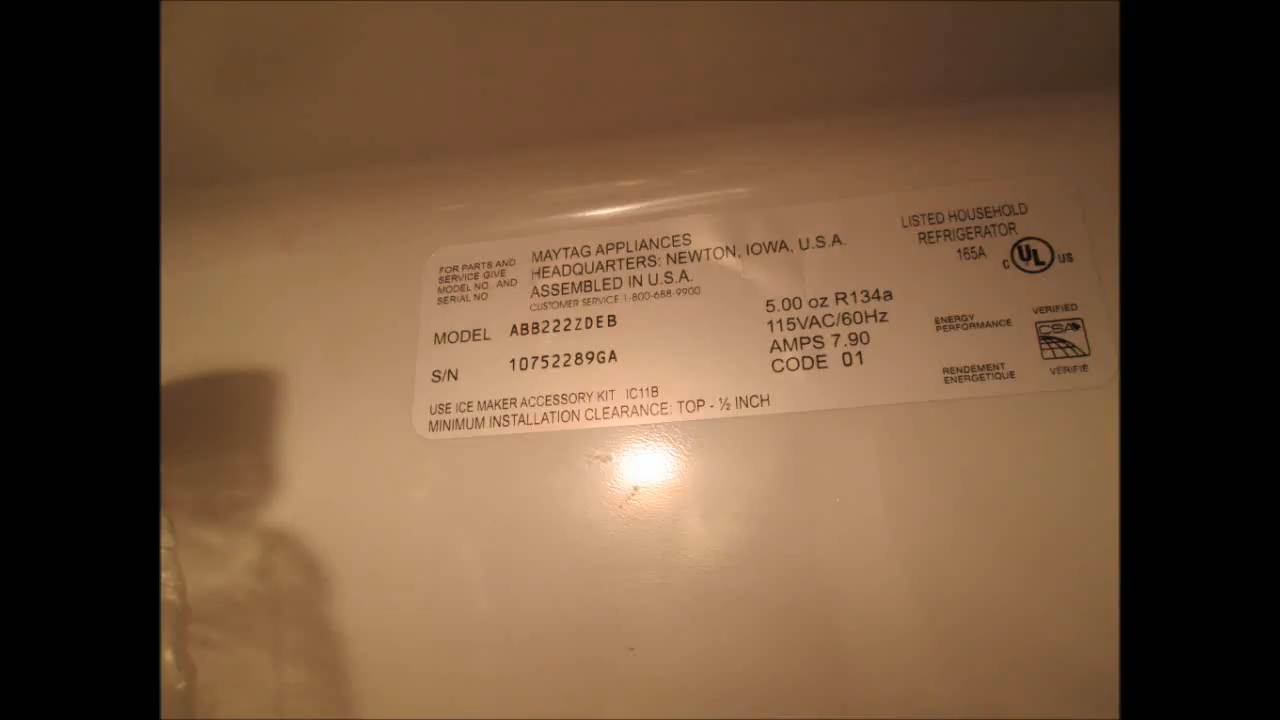 FOR PARTS AND
SERVICE GIVE
MODEL NO. AND
SERIAL NO
MAYTAG APPLIANCES
HEADQUARTERS: NEWTON, IOWA, U.S.A.
ASSEMBLED IN U.S.A.
CUSTOMER SERVICE 1-800-688-9900
MODEL ABB222ZDEB
S/N 10752289GA
USE ICE MAKER ACCESSORY KIT IC11B
MINIMUM INSTALLATION CLEARANCE: TOP - ½ INCH
5.00 oz R134a
115VAC/60Hz
AMPS 7.90
CODE 01
LISTED HOUSEHOLD
REFRIGERATOR
165A
C UL US
ENERGY
PERFORMANCE
RENDEMENT
ENERGETIQUE
VERIFIED
CSA
VERIFIÉ